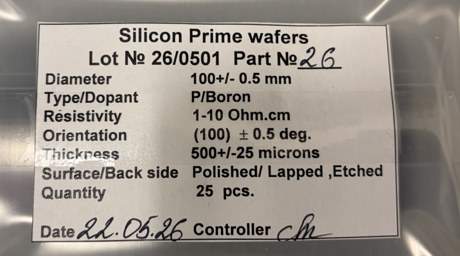 Silicon Prime wafers
Lot № 26/0501 Part № 26
Diameter 100+/- 0.5 mm
Type/Dopant P/Boron
Resistivity 1-10 Ohm.cm
Orientation (100) ± 0.5 deg.
Thickness 500+/-25 microns
Surface/Back side Polished/ Lapped ,Etched
Quantity 25 pcs.
Date 22.05.26 Controller